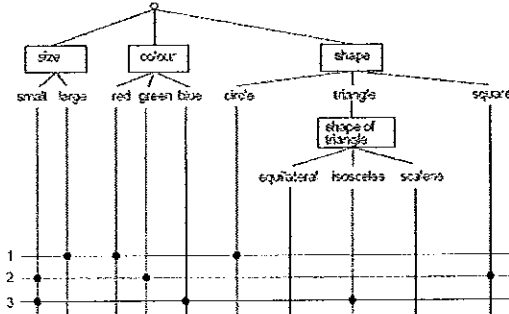 size colour shape
small large red green blue circle triangle square
shape of
triangle
equilateral isosceles scalene
1
2
3